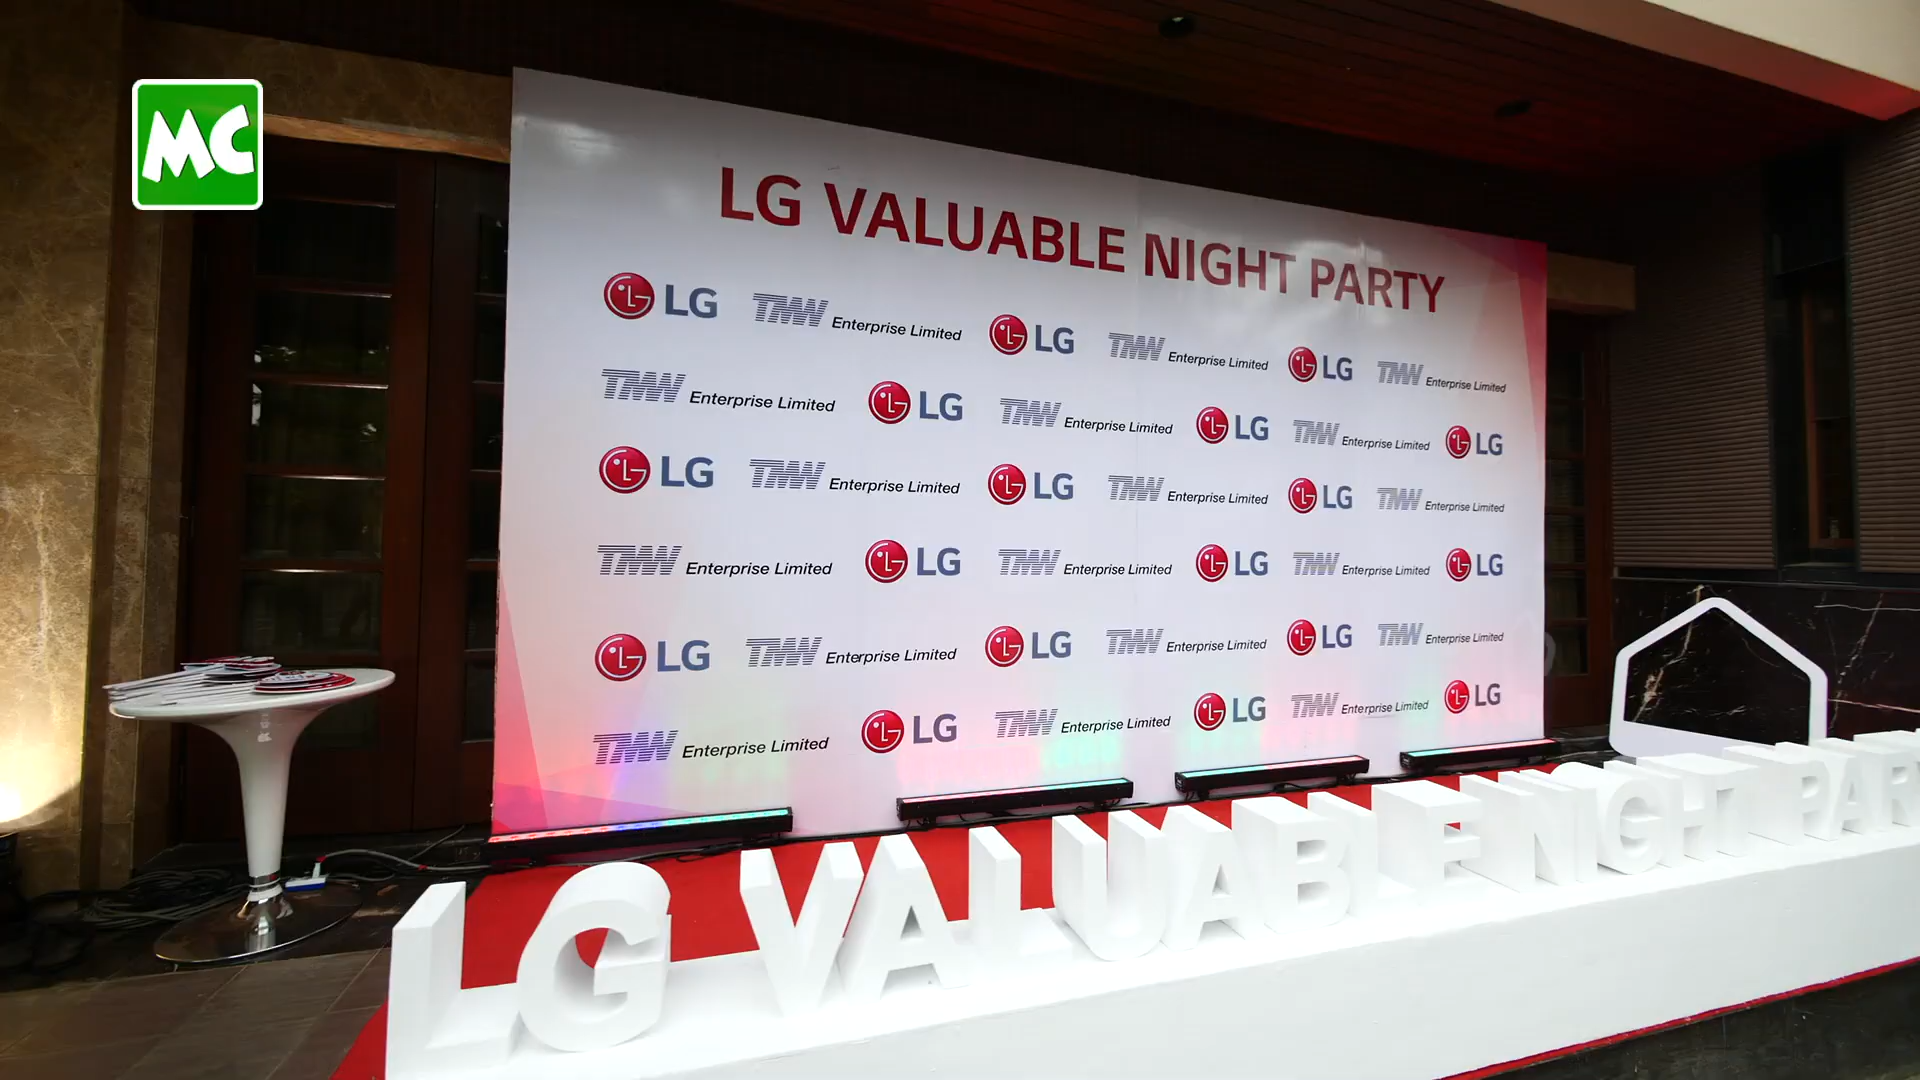 MC
LG VALUABLE NIGHT PARTY
LG TMW Enterprise Limited LG TMW Enterprise Limited LG TMW Enterprise Limited
TMW Enterprise Limited LG TMW Enterprise Limited LG TMW Enterprise Limited LG
LG TMW Enterprise Limited LG TMW Enterprise Limited LG TMW Enterprise Limited
TMW Enterprise Limited LG TMW Enterprise Limited LG TMW Enterprise Limited LG
LG TMW Enterprise Limited LG TMW Enterprise Limited LG TMW Enterprise Limited
TMW Enterprise Limited LG TMW Enterprise Limited LG TMW Enterprise Limited LG
LG VALUABLE NIGHT PAR